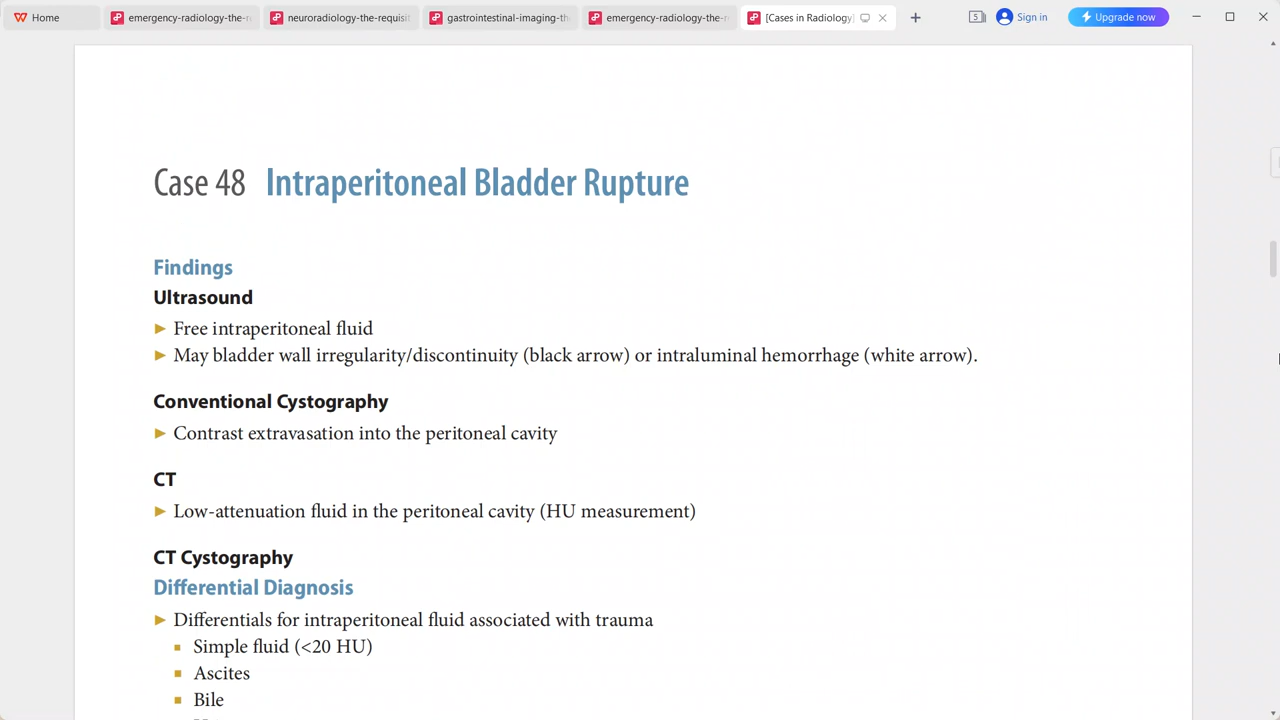 Home
emergency-radiology-the-r
neuroradiology-the-requisit
gastrointestinal-imaging-th
emergency-radiology-the-r
[Cases in Radiology]
5
Sign in
Upgrade now
Case 48 Intraperitoneal Bladder Rupture
Findings
Ultrasound
► Free intraperitoneal fluid
► May bladder wall irregularity/discontinuity (black arrow) or intraluminal hemorrhage (white arrow).
Conventional Cystography
► Contrast extravasation into the peritoneal cavity
CT
► Low-attenuation fluid in the peritoneal cavity (HU measurement)
CT Cystography
Differential Diagnosis
► Differentials for intraperitoneal fluid associated with trauma
■ Simple fluid (<20 HU)
■ Ascites
■ Bile